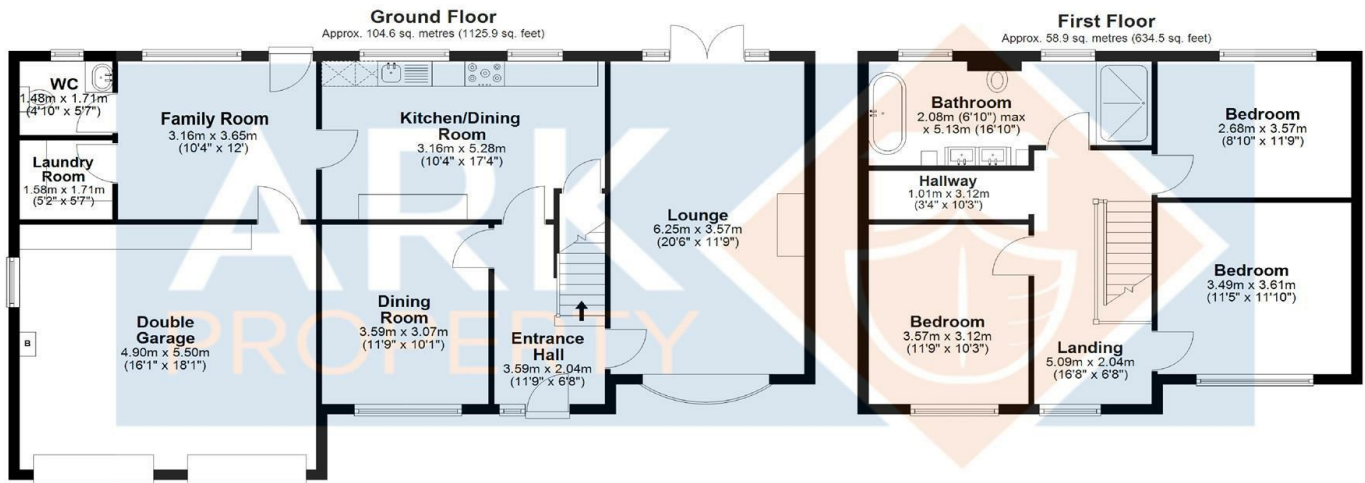 Ground Floor
Approx. 104.6 sq. metres (1125.9 sq. feet)
First Floor
Approx. 58.9 sq. metres (634.5 sq. feet)
WC
1.48m x 1.71m
(4'10" x 5'7")
Family Room
3.16m x 3.65m
(10'4" x 12')
Kitchen/Dining
Room
3.16m x 5.28m
(10'4" x 17'4")
Laundry
Room
1.58m x 1.71m
(5'2" x 5'7")
Lounge
6.25m x 3.57m
(20'6" x 11'9")
Double
Garage
4.90m x 5.50m
(16'1" x 18'1")
B
Dining
Room
3.59m x 3.07m
(11'9" x 10'1")
Entrance
Hall
3.59m x 2.04m
(11'9" x 6'8")
Bathroom
2.08m (6'10") max
x 5.13m (16'10")
Bedroom
2.68m x 3.57m
(8'10" x 11'9")
Hallway
1.01m x 3.12m
(3'4" x 10'3")
Bedroom
3.49m x 3.61m
(11'5" x 11'10")
Bedroom
3.57m x 3.12m
(11'9" x 10'3")
Landing
5.09m x 2.04m
(16'8" x 6'8")
ARK
PROPERTY